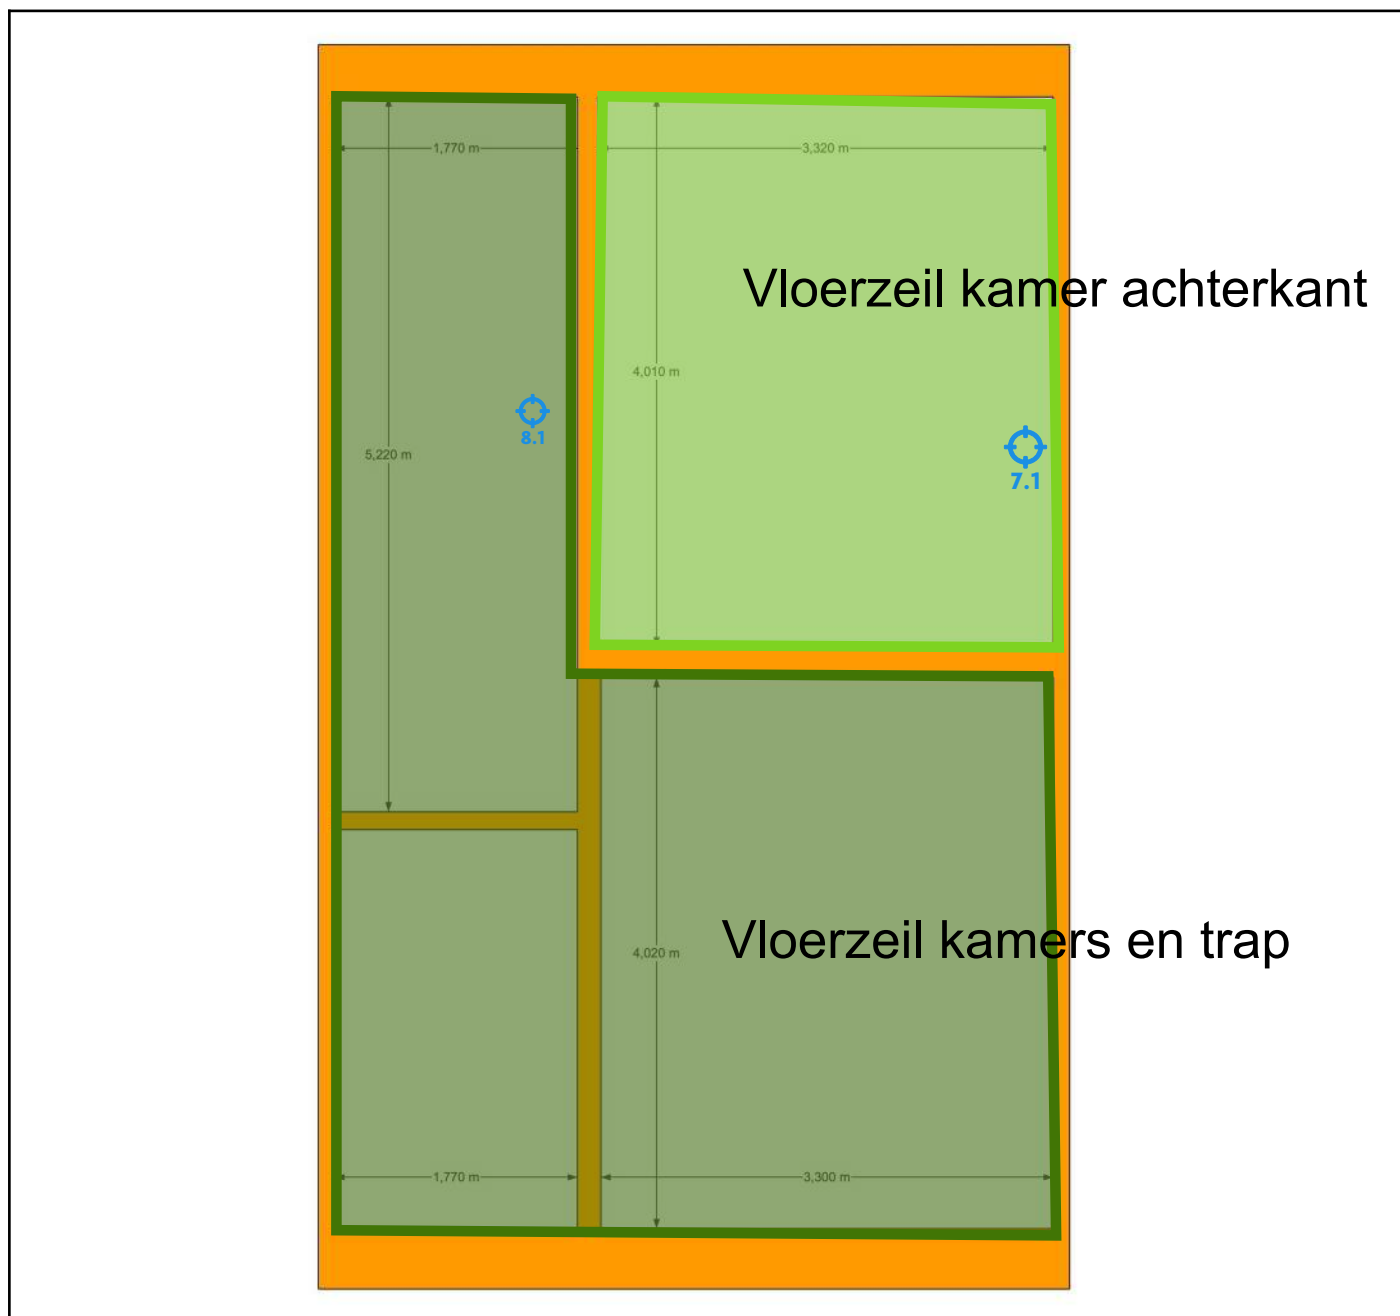 1,770 m
3,320 m
Vloerzeil kamer achterkant
4,010 m
8.1
5,220 m
7.1
Vloerzeil kamers en trap
4,020 m
1,770 m
3,300 m